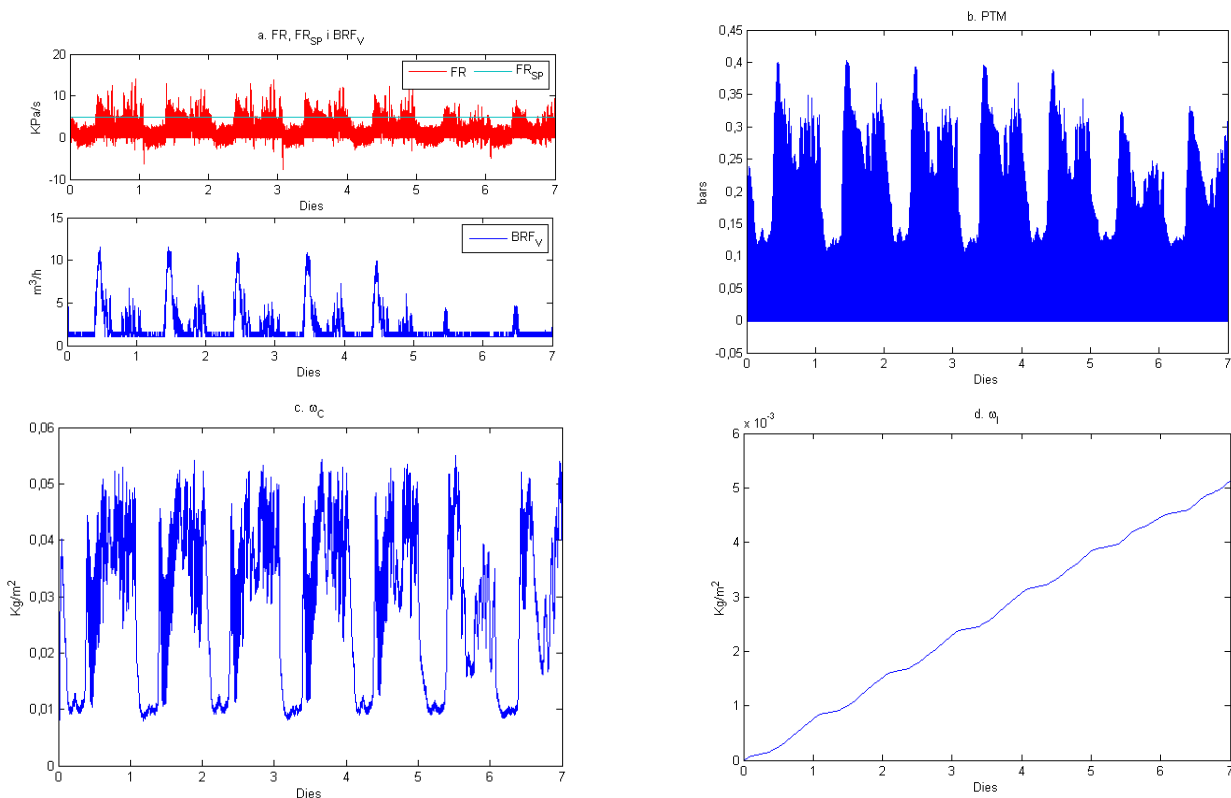 a. FR, FR_SP i BRF_V
20
10
0
-10
KPa/s
FR
FR_SP
0 1 2 3 4 5 6 7
Dies
15
10
5
0
m³/h
BRF_V
0 1 2 3 4 5 6 7
Dies
b. PTM
0,45
0,4
0,35
0,3
0,25
0,2
0,15
0,1
0,05
0
-0,05
bars
0 1 2 3 4 5 6 7
Dies
c. ω_C
0,06
0,05
0,04
0,03
0,02
0,01
0
Kg/m²
0 1 2 3 4 5 6 7
Dies
d. ω_I
x 10⁻³
6
5
4
3
2
1
0
Kg/m²
0 1 2 3 4 5 6 7
Dies